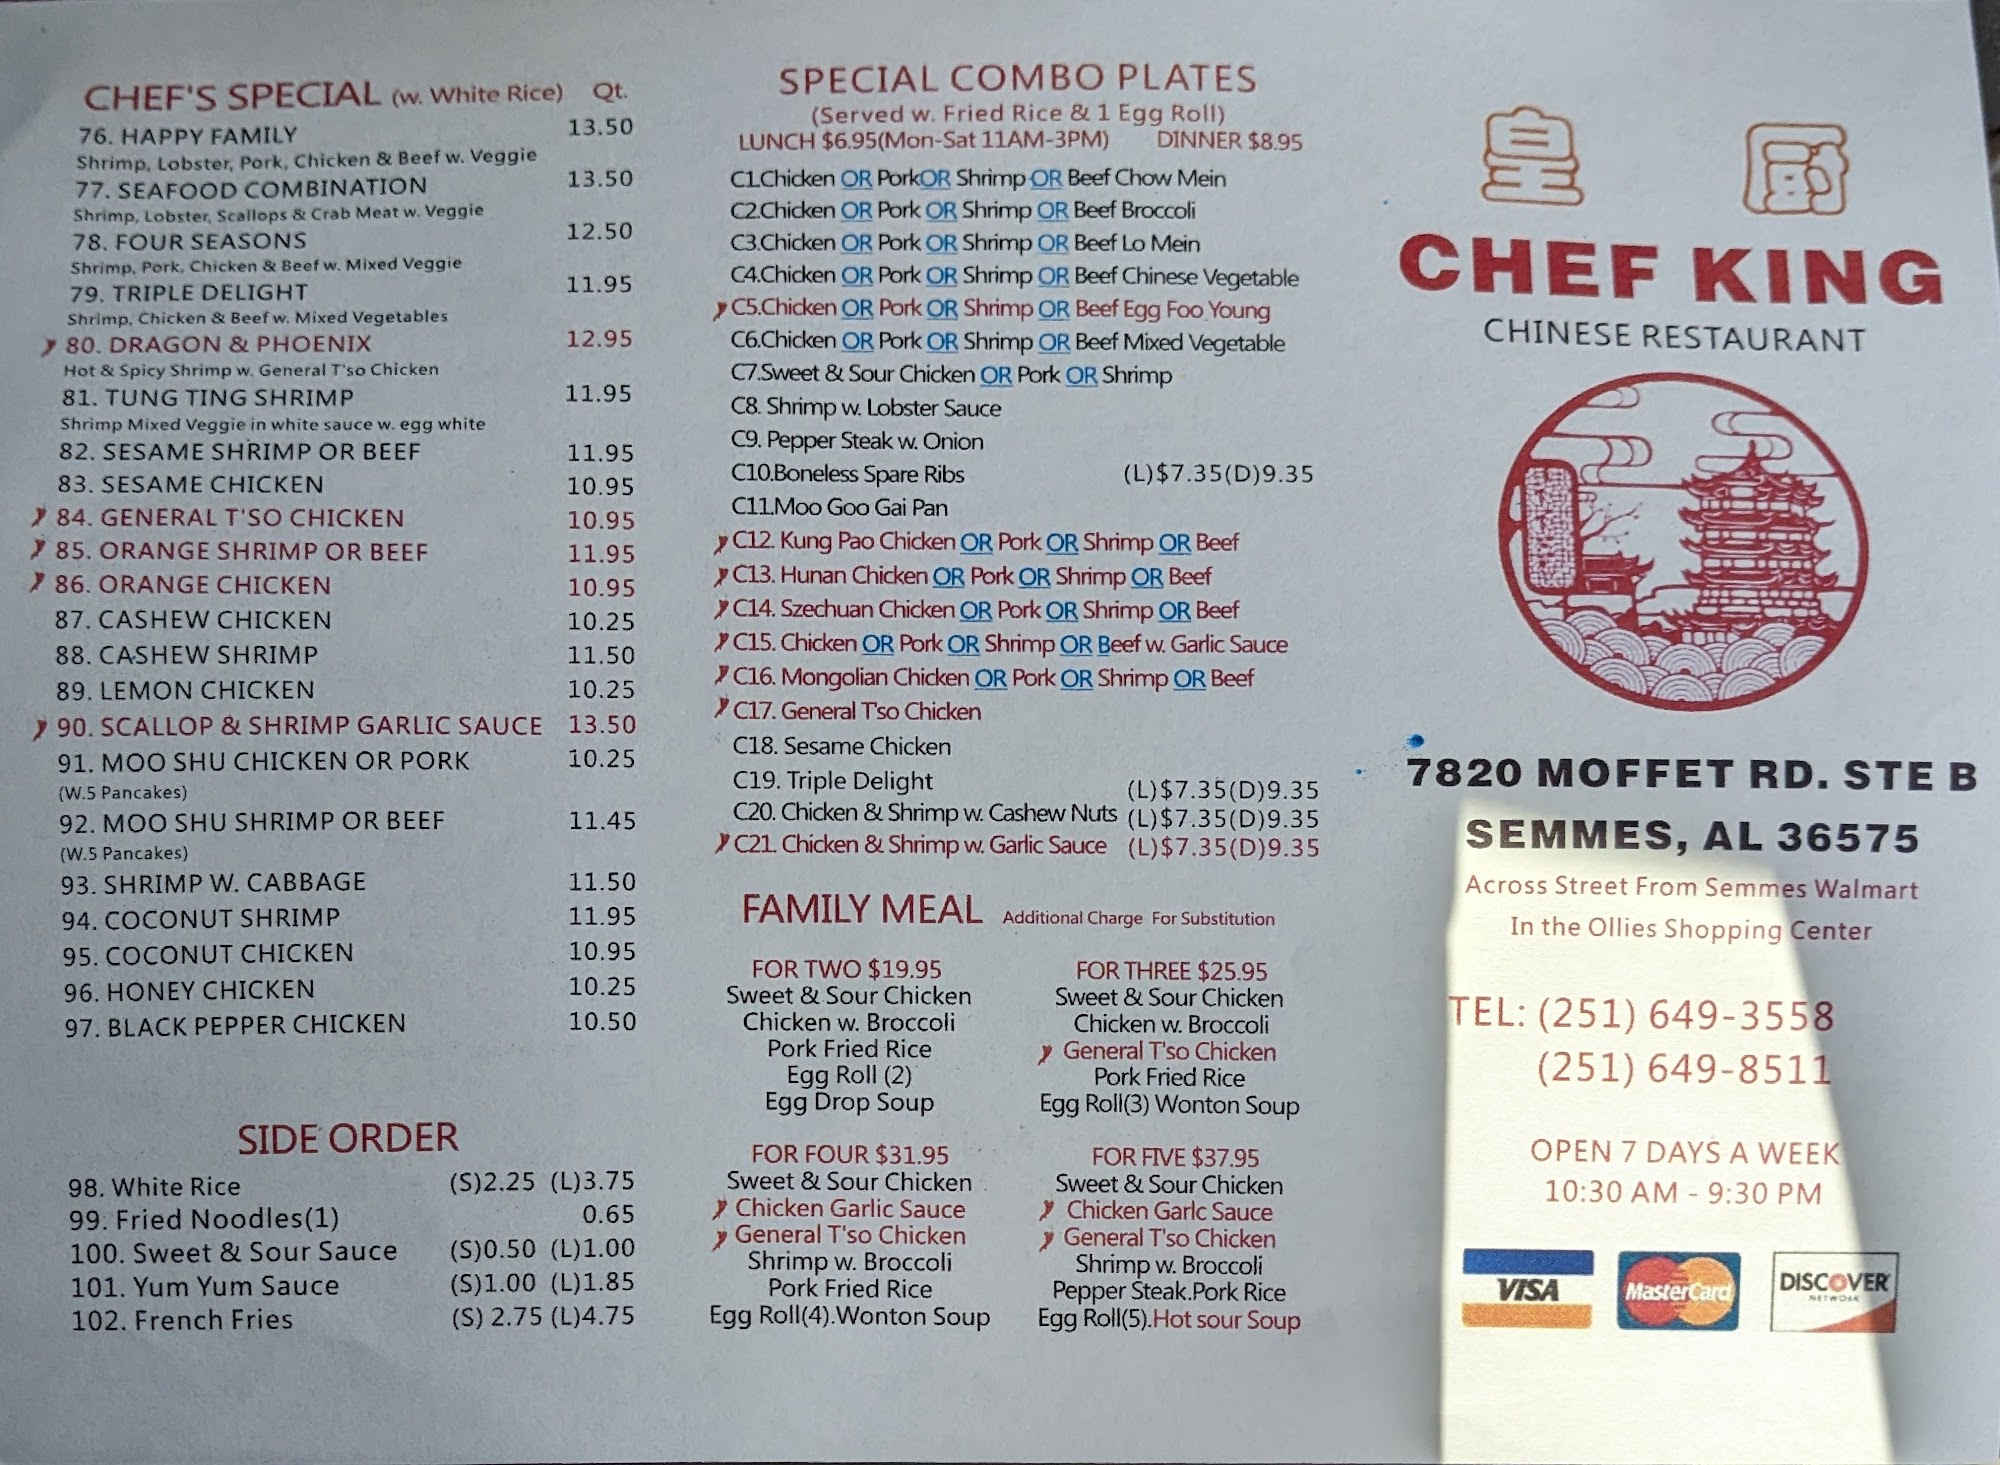 CHEF'S SPECIAL (w. White Rice) Qt.
76. HAPPY FAMILY 13.50
Shrimp, Lobster, Pork, Chicken & Beef w. Veggie
77. SEAFOOD COMBINATION 13.50
Shrimp, Lobster, Scallops & Crab Meat w. Veggie
78. FOUR SEASONS 12.50
Shrimp, Pork, Chicken & Beef w. Mixed Veggie
79. TRIPLE DELIGHT 11.95
Shrimp, Chicken & Beef w. Mixed Vegetables
80. DRAGON & PHOENIX 12.95
Hot & Spicy Shrimp w. General T'so Chicken
81. TUNG TING SHRIMP 11.95
Shrimp Mixed Veggie in white sauce w. egg white
82. SESAME SHRIMP OR BEEF 11.95
83. SESAME CHICKEN 10.95
84. GENERAL T'SO CHICKEN 10.95
85. ORANGE SHRIMP OR BEEF 11.95
86. ORANGE CHICKEN 10.95
87. CASHEW CHICKEN 10.25
88. CASHEW SHRIMP 11.50
89. LEMON CHICKEN 10.25
90. SCALLOP & SHRIMP GARLIC SAUCE 13.50
91. MOO SHU CHICKEN OR PORK 10.25
(W.5 Pancakes)
92. MOO SHU SHRIMP OR BEEF 11.45
(W.5 Pancakes)
93. SHRIMP W. CABBAGE 11.50
94. COCONUT SHRIMP 11.95
95. COCONUT CHICKEN 10.95
96. HONEY CHICKEN 10.25
97. BLACK PEPPER CHICKEN 10.50
SIDE ORDER
98. White Rice (S)2.25 (L)3.75
99. Fried Noodles(1) 0.65
100. Sweet & Sour Sauce (S)0.50 (L)1.00
101. Yum Yum Sauce (S)1.00 (L)1.85
102. French Fries (S) 2.75 (L)4.75
SPECIAL COMBO PLATES
(Served w. Fried Rice & 1 Egg Roll)
LUNCH $6.95(Mon-Sat 11AM-3PM) DINNER $8.95
C1.Chicken OR PorkOR Shrimp OR Beef Chow Mein
C2.Chicken OR Pork OR Shrimp OR Beef Broccoli
C3.Chicken OR Pork OR Shrimp OR Beef Lo Mein
C4.Chicken OR Pork OR Shrimp OR Beef Chinese Vegetable
C5.Chicken OR Pork OR Shrimp OR Beef Egg Foo Young
C6.Chicken OR Pork OR Shrimp OR Beef Mixed Vegetable
C7.Sweet & Sour Chicken OR Pork OR Shrimp
C8. Shrimp w. Lobster Sauce
C9. Pepper Steak w. Onion
C10.Boneless Spare Ribs (L)$7.35(D)9.35
C11.Moo Goo Gai Pan
C12. Kung Pao Chicken OR Pork OR Shrimp OR Beef
C13. Hunan Chicken OR Pork OR Shrimp OR Beef
C14. Szechuan Chicken OR Pork OR Shrimp OR Beef
C15. Chicken OR Pork OR Shrimp OR Beef w. Garlic Sauce
C16. Mongolian Chicken OR Pork OR Shrimp OR Beef
C17. General T'so Chicken
C18. Sesame Chicken
C19. Triple Delight (L)$7.35(D)9.35
C20. Chicken & Shrimp w. Cashew Nuts (L)$7.35(D)9.35
C21. Chicken & Shrimp w. Garlic Sauce (L)$7.35(D)9.35
FAMILY MEAL Additional Charge For Substitution
FOR TWO $19.95
Sweet & Sour Chicken
Chicken w. Broccoli
Pork Fried Rice
Egg Roll (2)
Egg Drop Soup
FOR THREE $25.95
Sweet & Sour Chicken
Chicken w. Broccoli
General T'so Chicken
Pork Fried Rice
Egg Roll(3) Wonton Soup
FOR FOUR $31.95
Sweet & Sour Chicken
Chicken Garlic Sauce
General T'so Chicken
Shrimp w. Broccoli
Pork Fried Rice
Egg Roll(4).Wonton Soup
FOR FIVE $37.95
Sweet & Sour Chicken
Chicken Garlc Sauce
General T'so Chicken
Shrimp w. Broccoli
Pepper Steak.Pork Rice
Egg Roll(5).Hot sour Soup
皇 廚
CHEF KING
CHINESE RESTAURANT
7820 MOFFET RD. STE B
SEMMES, AL 36575
Across Street From Semmes Walmart
In the Ollies Shopping Center
TEL: (251) 649-3558
(251) 649-8511
OPEN 7 DAYS A WEEK
10:30 AM - 9:30 PM
VISA MasterCard DISCOVER
NETWORK